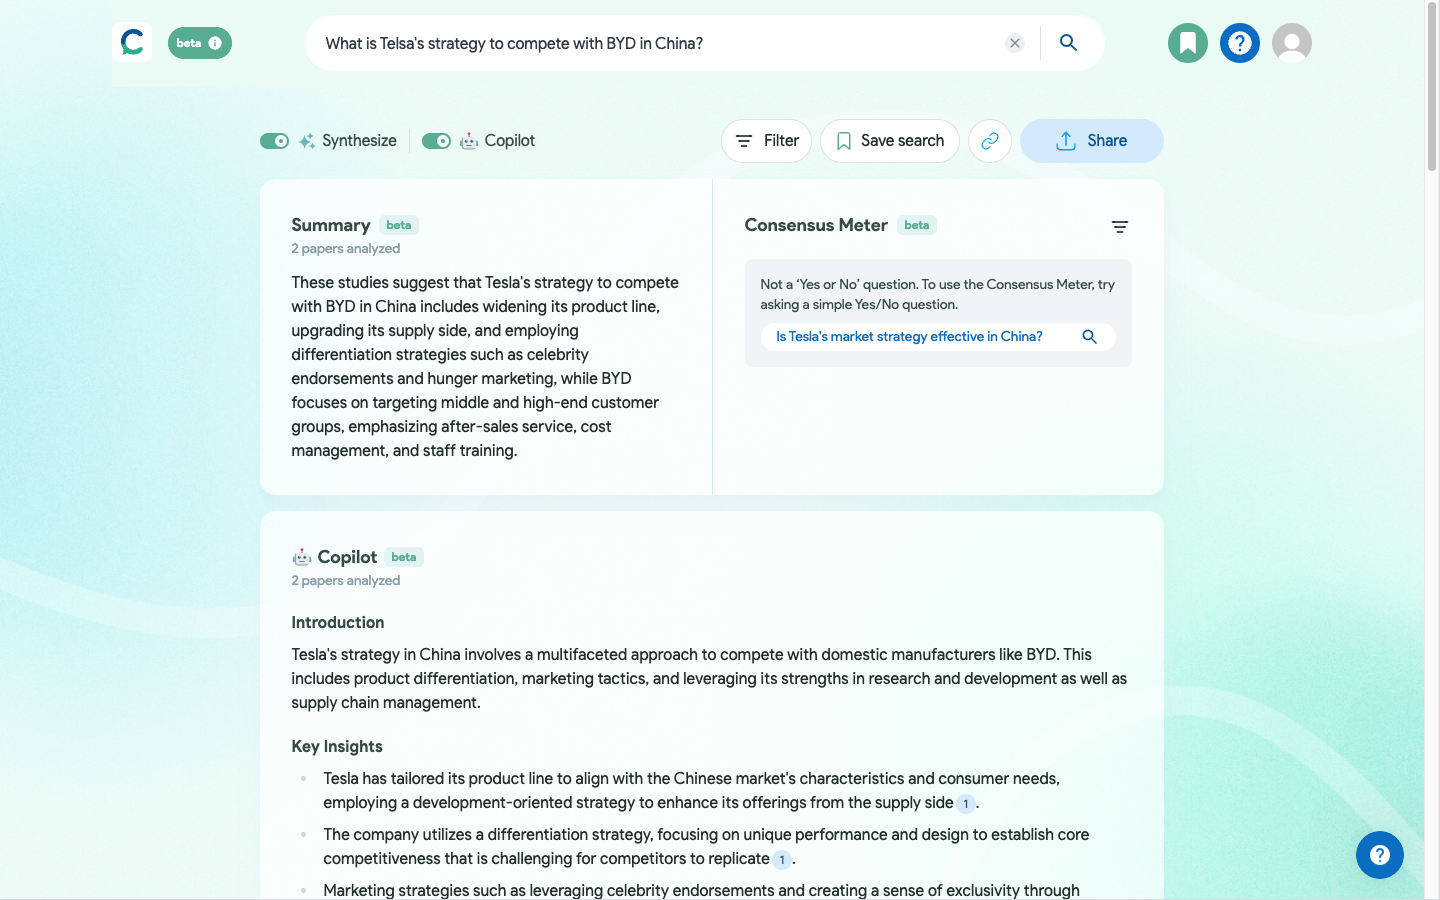 beta
What is Telsa's strategy to compete with BYD in China?
Synthesize
Copilot
Filter
Save search
Share
Summary beta
2 papers analyzed
These studies suggest that Tesla's strategy to compete
with BYD in China includes widening its product line,
upgrading its supply side, and employing
differentiation strategies such as celebrity
endorsements and hunger marketing, while BYD
focuses on targeting middle and high-end customer
groups, emphasizing after-sales service, cost
management, and staff training.
Consensus Meter beta
Not a ‘Yes or No’ question. To use the Consensus Meter, try
asking a simple Yes/No question.
Is Tesla's market strategy effective in China?
Copilot beta
2 papers analyzed
Introduction
Tesla's strategy in China involves a multifaceted approach to compete with domestic manufacturers like BYD. This
includes product differentiation, marketing tactics, and leveraging its strengths in research and development as well as
supply chain management.
Key Insights
Tesla has tailored its product line to align with the Chinese market's characteristics and consumer needs,
employing a development-oriented strategy to enhance its offerings from the supply side 1.
The company utilizes a differentiation strategy, focusing on unique performance and design to establish core
competitiveness that is challenging for competitors to replicate 1.
Marketing strategies such as leveraging celebrity endorsements and creating a sense of exclusivity through